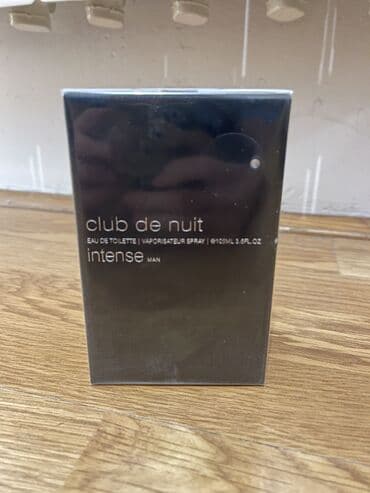 club de nuit
EAU DE TOILETTE | VAPORISATEUR SPRAY | ℮105ML 3.6FL.OZ
intense MAN